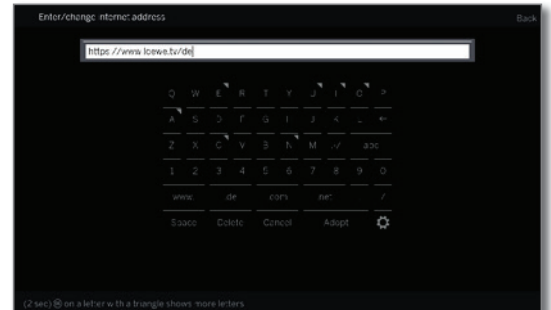 Enter/change internet address
Back
https://www.loewe.tv/de
Q W E R T Y U I O P
A S D F G H J K L ←
Z X C V B N M abc
1 2 3 4 5 6 7 8 9 0
www. .de .com .net /
Space Delete Cancel Adopt
(2 sec) on a letter with a triangle shows more letters